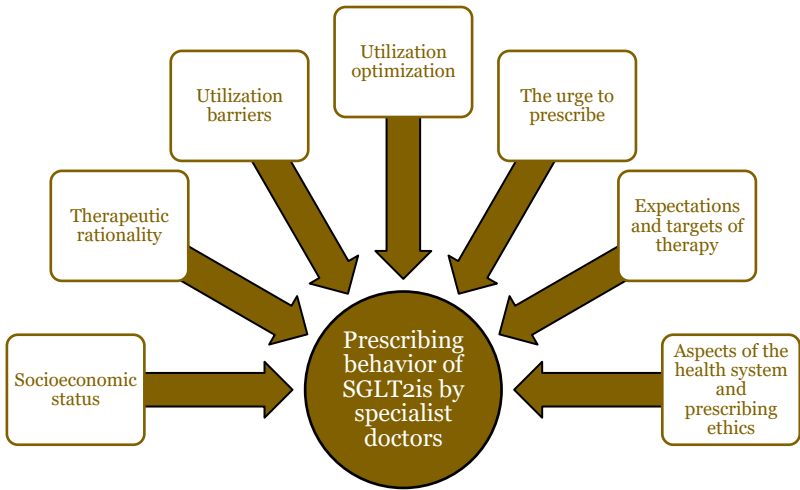 Utilization
optimization
Utilization
barriers
The urge to
prescribe
Therapeutic
rationality
Expectations
and targets of
therapy
Socioeconomic
status
Prescribing
behavior of
SGLT2is by
specialist
doctors
Aspects of the
health system
and
prescribing
ethics